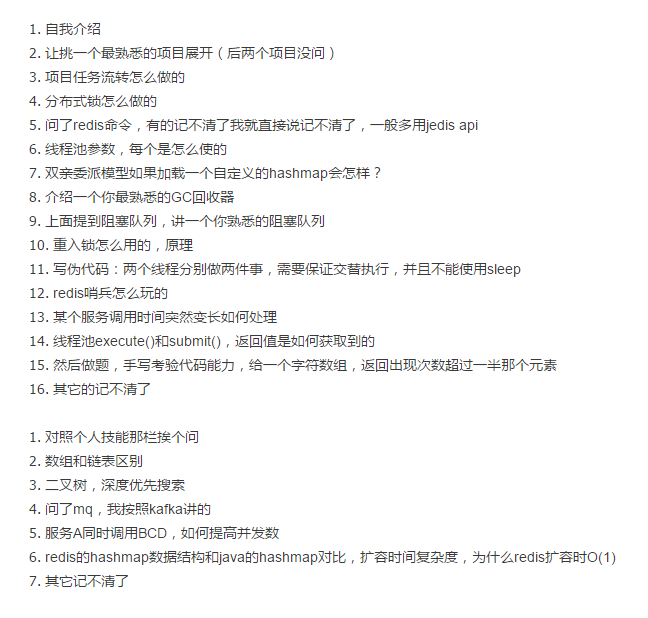 1. 自我介绍
2. 让挑一个最熟悉的项目展开（后两个项目没问）
3. 项目任务流转怎么做的
4. 分布式锁怎么做的
5. 问了redis命令，有的记不清了我就直接说记不清了，一般多用jedis api
6. 线程池参数，每个是怎么使的
7. 双亲委派模型如果加载一个自定义的hashmap会怎样？
8. 介绍一个你最熟悉的GC回收器
9. 上面提到阻塞队列，讲一个你熟悉的阻塞队列
10. 重入锁怎么用的，原理
11. 写伪代码：两个线程分别做两件事，需要保证交替执行，并且不能使用sleep
12. redis哨兵怎么玩的
13. 某个服务调用时间突然变长如何处理
14. 线程池execute()和submit()，返回值是如何获取到的
15. 然后做题，手写考验代码能力，给一个字符数组，返回出现次数超过一半那个元素
16. 其它的记不清了
1. 对照个人技能那栏挨个问
2. 数组和链表区别
3. 二叉树，深度优先搜索
4. 问了mq，我按照kafka讲的
5. 服务A同时调用BCD，如何提高并发数
6. redis的hashmap数据结构和java的hashmap对比，扩容时间复杂度，为什么redis扩容时O(1)
7. 其它记不清了